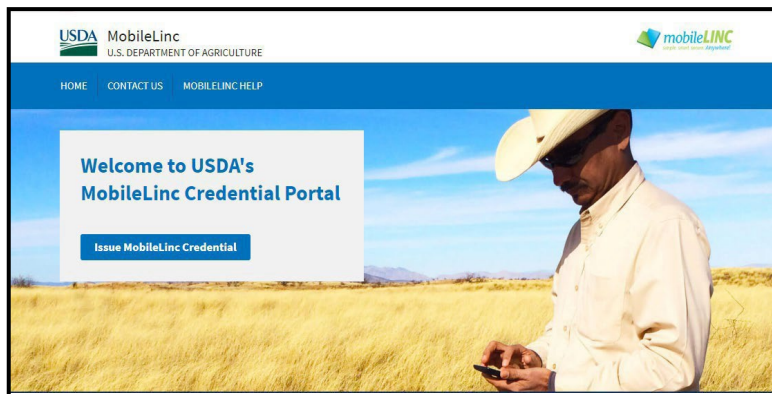 USDA MobileLinc
U.S. DEPARTMENT OF AGRICULTURE
mobileLINC
HOME CONTACT US MOBILELINC HELP
Welcome to USDA's
MobileLinc Credential Portal
Issue MobileLinc Credential